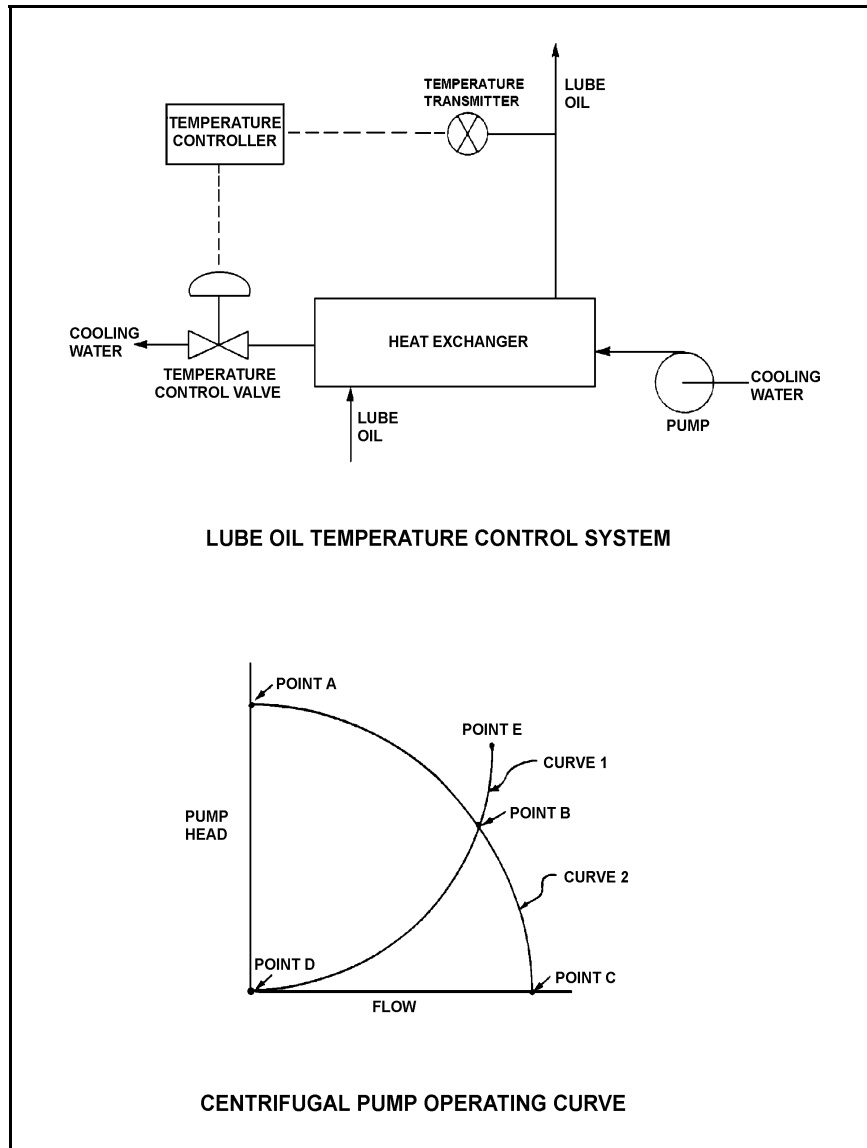 TEMPERATURE
TRANSMITTER
LUBE
OIL
TEMPERATURE
CONTROLLER
COOLING
WATER
TEMPERATURE
CONTROL VALVE
HEAT EXCHANGER
LUBE
OIL
COOLING
WATER
PUMP
LUBE OIL TEMPERATURE CONTROL SYSTEM
POINT A
POINT E
CURVE 1
PUMP
HEAD
POINT B
CURVE 2
POINT D
POINT C
FLOW
CENTRIFUGAL PUMP OPERATING CURVE